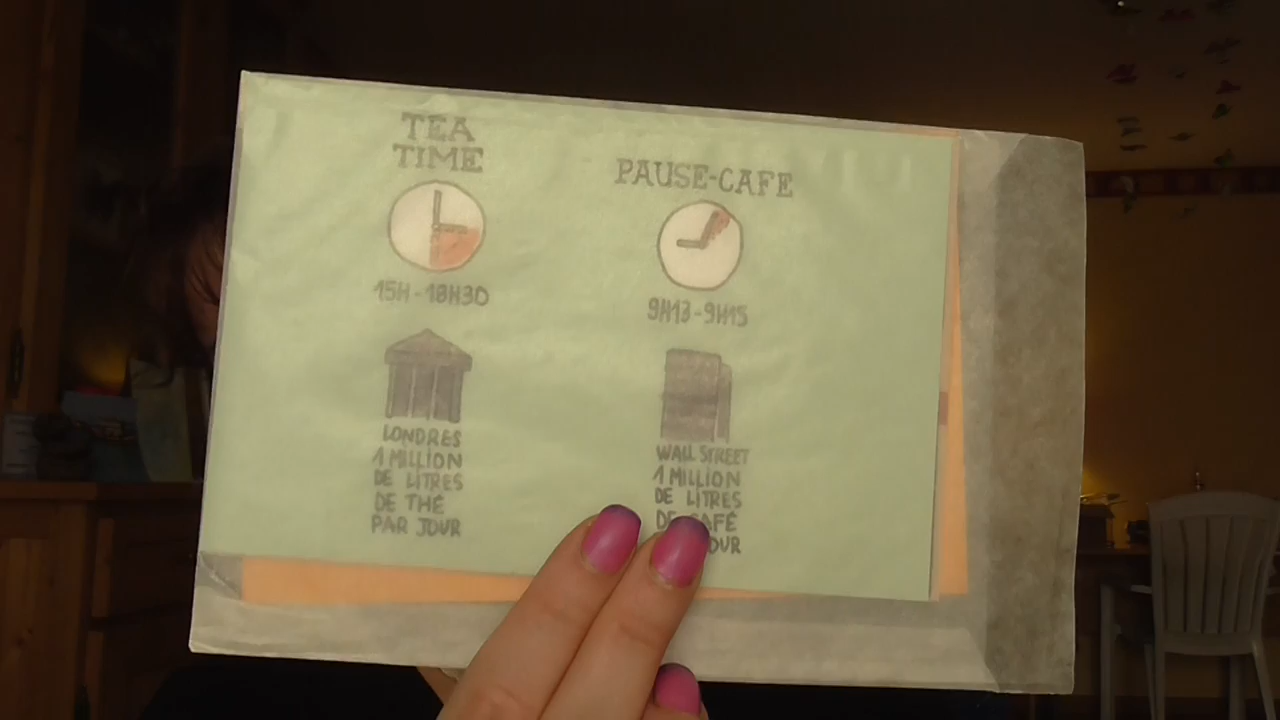 TEA
TIME
15H-18H30
LONDRES
1 MILLION
DE LITRES
DE THÉ
PAR JOUR
PAUSE-CAFE
9H13-9H15
WALL STREET
1 MILLION
DE LITRES